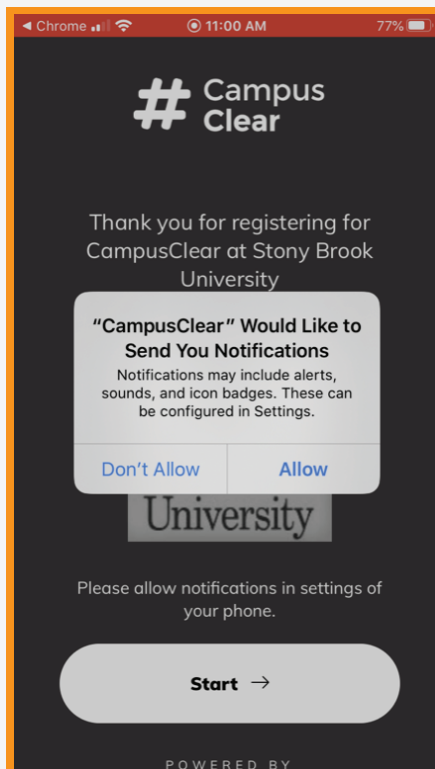 ◀ Chrome 11:00 AM 77%
# Campus
Clear
Thank you for registering for
CampusClear at Stony Brook
University
“CampusClear” Would Like to
Send You Notifications
Notifications may include alerts,
sounds, and icon badges. These can
be configured in Settings.
Don’t Allow Allow
University
Please allow notifications in settings of
your phone.
Start →
POWERED BY